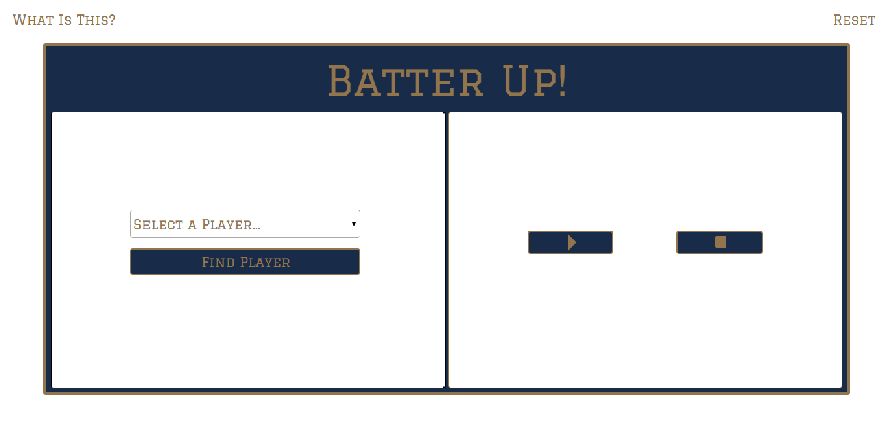 What Is This?
Reset
Batter Up!
Select a Player...
Find Player